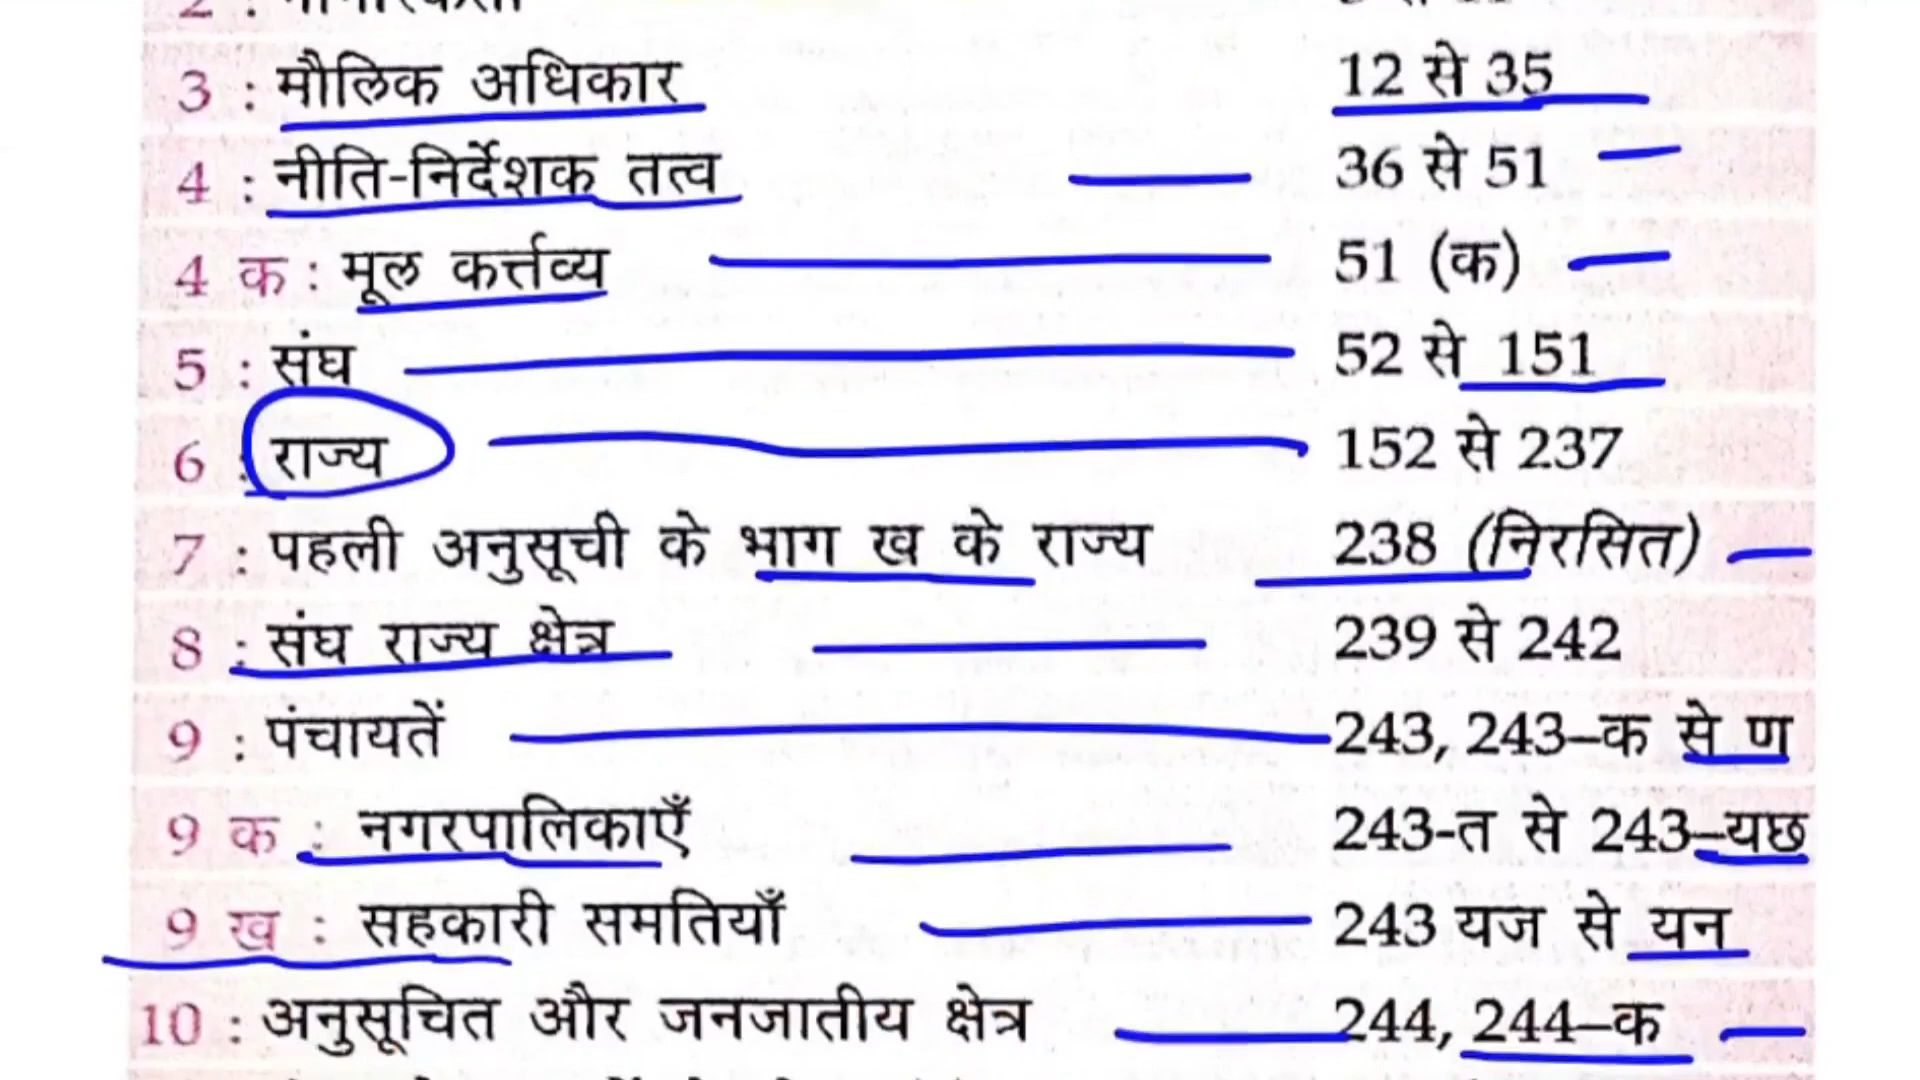 3 : मौलिक अधिकार 12 से 35
4 : नीति-निर्देशक तत्व 36 से 51
4 क : मूल कर्त्तव्य 51 (क)
5 : संघ 52 से 151
6 : राज्य 152 से 237
7 : पहली अनुसूची के भाग ख के राज्य 238 (निरसित)
8 : संघ राज्य क्षेत्र 239 से 242
9 : पंचायतें 243, 243–क से ण
9 क : नगरपालिकाएँ 243-त से 243–यछ
9 ख : सहकारी समतियाँ 243 यज से यन
10 : अनुसूचित और जनजातीय क्षेत्र 244, 244–क